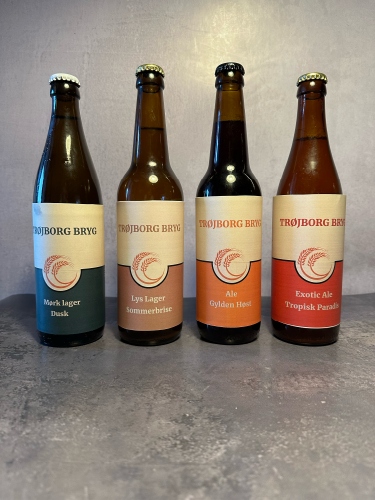 TRØJBORG BRYG
Mørk lager
Dusk
TRØJBORG BRYG
Lys Lager
Sommerbrise
TRØJBORG BRYG
Ale
Gylden Høst
TRØJBORG BRYG
Exotic Ale
Tropisk Paradis